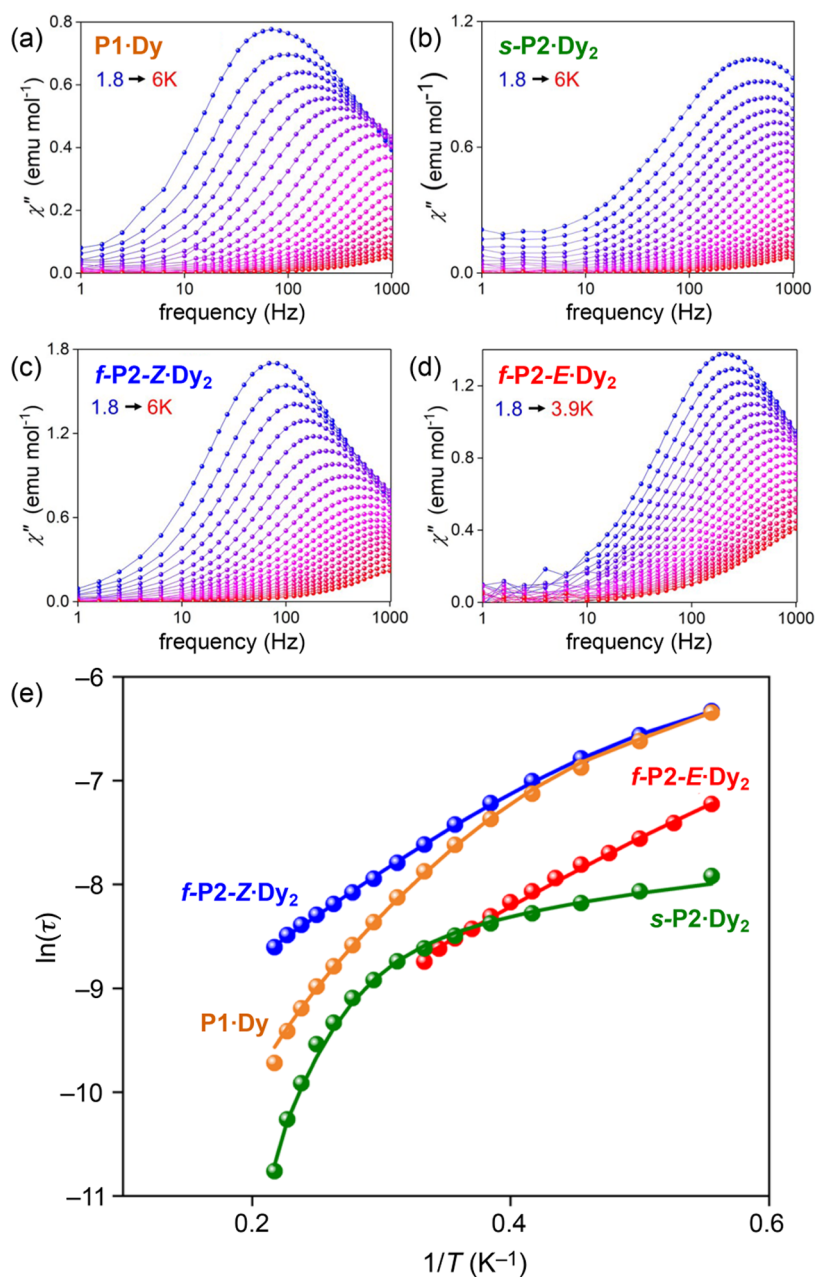 (a) P1·Dy
1.8 → 6K
0.8
0.6
0.4
0.2
0.0
χ″ (emu mol⁻¹)
1 10 100 1000
frequency (Hz)
(b) s-P2·Dy₂
1.8 → 6K
1.2
0.6
0.0
χ″ (emu mol⁻¹)
1 10 100 1000
frequency (Hz)
(c) f-P2-Z·Dy₂
1.8 → 6K
1.8
1.4
1.0
0.6
0.0
χ″ (emu mol⁻¹)
1 10 100 1000
frequency (Hz)
(d) f-P2-E·Dy₂
1.8 → 3.9K
1.2
0.8
0.4
0.0
χ″ (emu mol⁻¹)
1 10 100 1000
frequency (Hz)
(e)
–6
–7
–8
–9
–10
–11
ln(τ)
f-P2-E·Dy₂
f-P2-Z·Dy₂
s-P2·Dy₂
P1·Dy
0.2 0.4 0.6
1/T (K⁻¹)